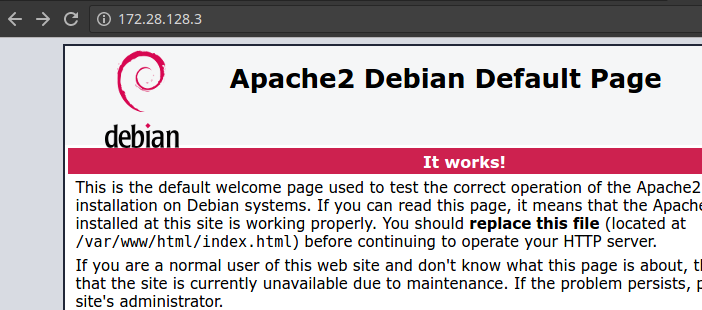 172.28.128.3
Apache2 Debian Default Page
debian
It works!
This is the default welcome page used to test the correct operation of the Apache2
installation on Debian systems. If you can read this page, it means that the Apache
installed at this site is working properly. You should replace this file (located at
/var/www/html/index.html) before continuing to operate your HTTP server.
If you are a normal user of this web site and don't know what this page is about,
that the site is currently unavailable due to maintenance. If the problem persists,
site's administrator.